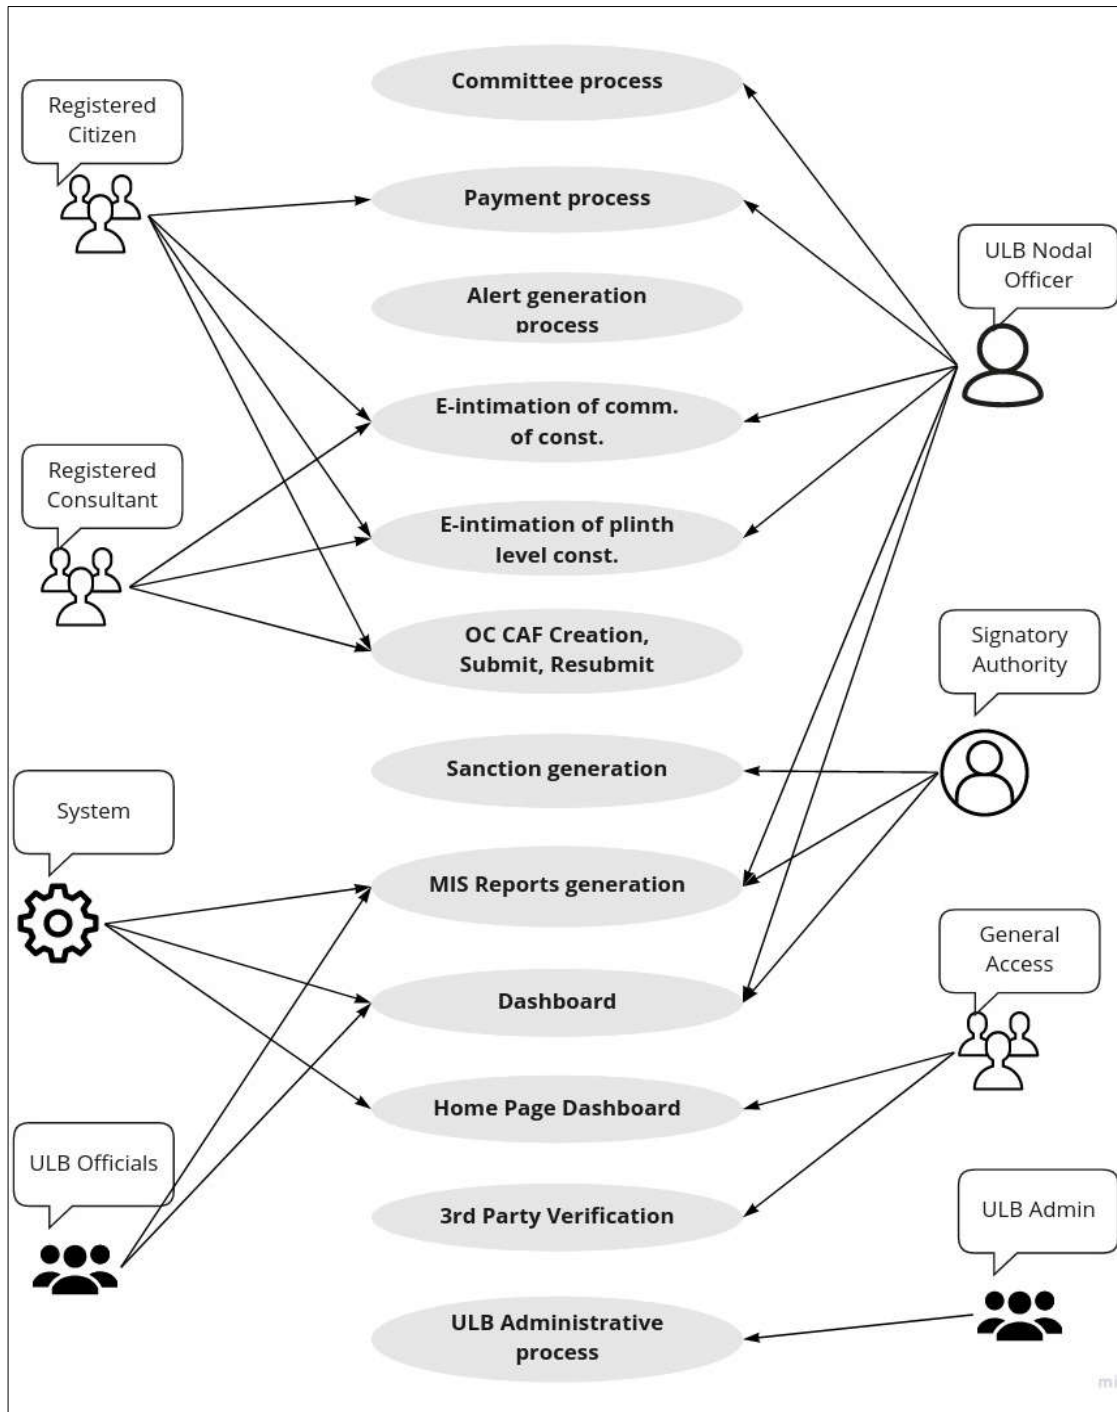 Committee process
Registered
Citizen
Payment process
ULB Nodal
Officer
Alert generation
process
E-intimation of comm.
of const.
Registered
Consultant
E-intimation of plinth
level const.
OC CAF Creation,
Submit, Resubmit
Signatory
Authority
Sanction generation
System
MIS Reports generation
General
Access
Dashboard
Home Page Dashboard
ULB Officials
3rd Party Verification
ULB Admin
ULB Administrative
process
mi